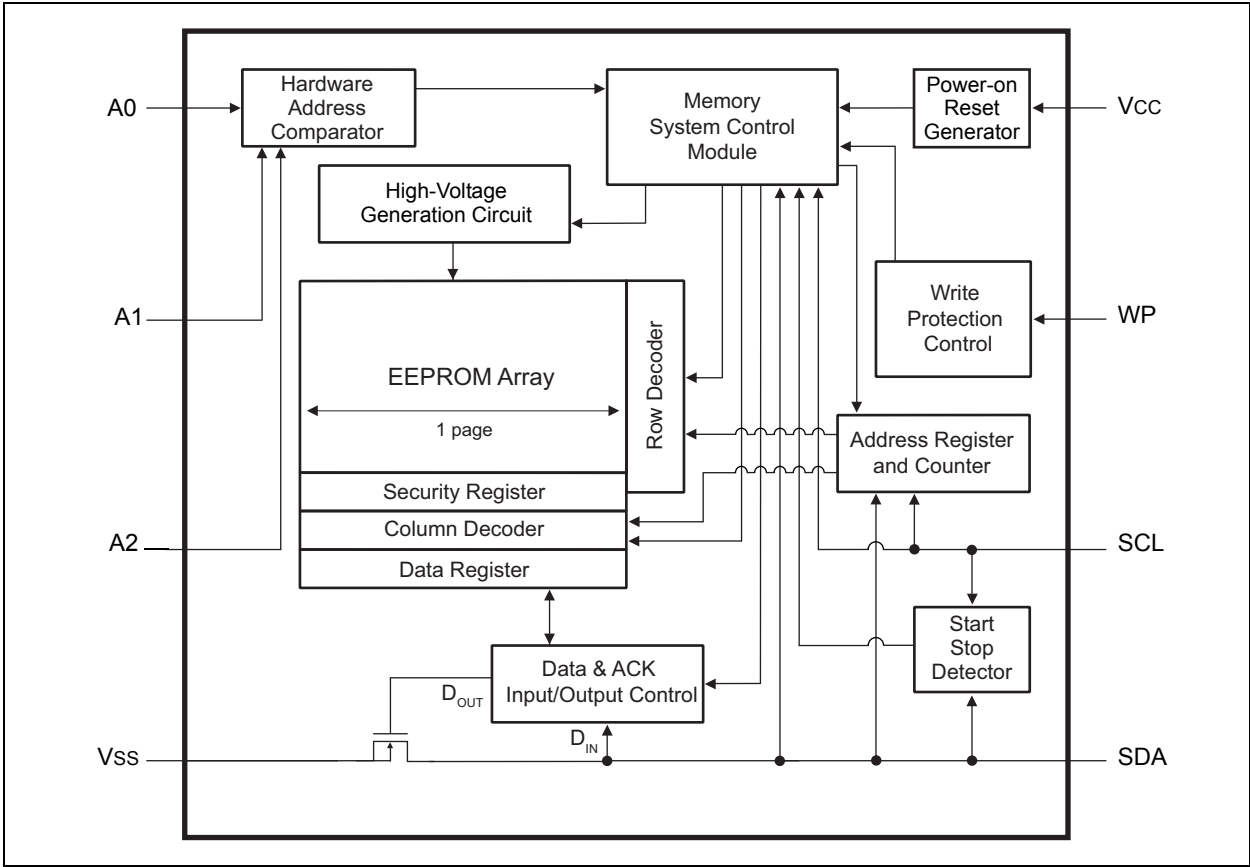 A0
Hardware
Address
Comparator
Memory
System Control
Module
Power-on
Reset
Generator
VCC
High-Voltage
Generation Circuit
A1
EEPROM Array
1 page
Row Decoder
Write
Protection
Control
WP
Address Register
and Counter
Security Register
Column Decoder
Data Register
A2
SCL
Start
Stop
Detector
Data & ACK
Input/Output Control
DOUT
DIN
VSS
SDA